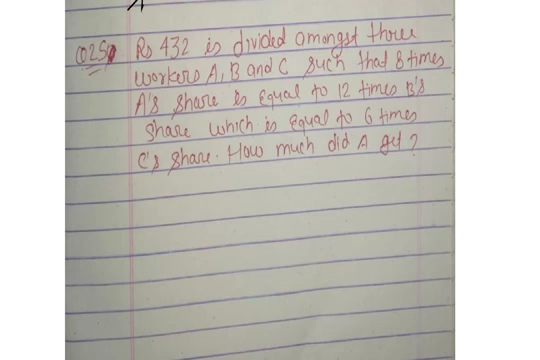 Q25) Rs 432 is divided amongst three
workers A, B and C such that 8 times
A's share is equal to 12 times B's
share which is equal to 6 times
C's share. How much did A get?